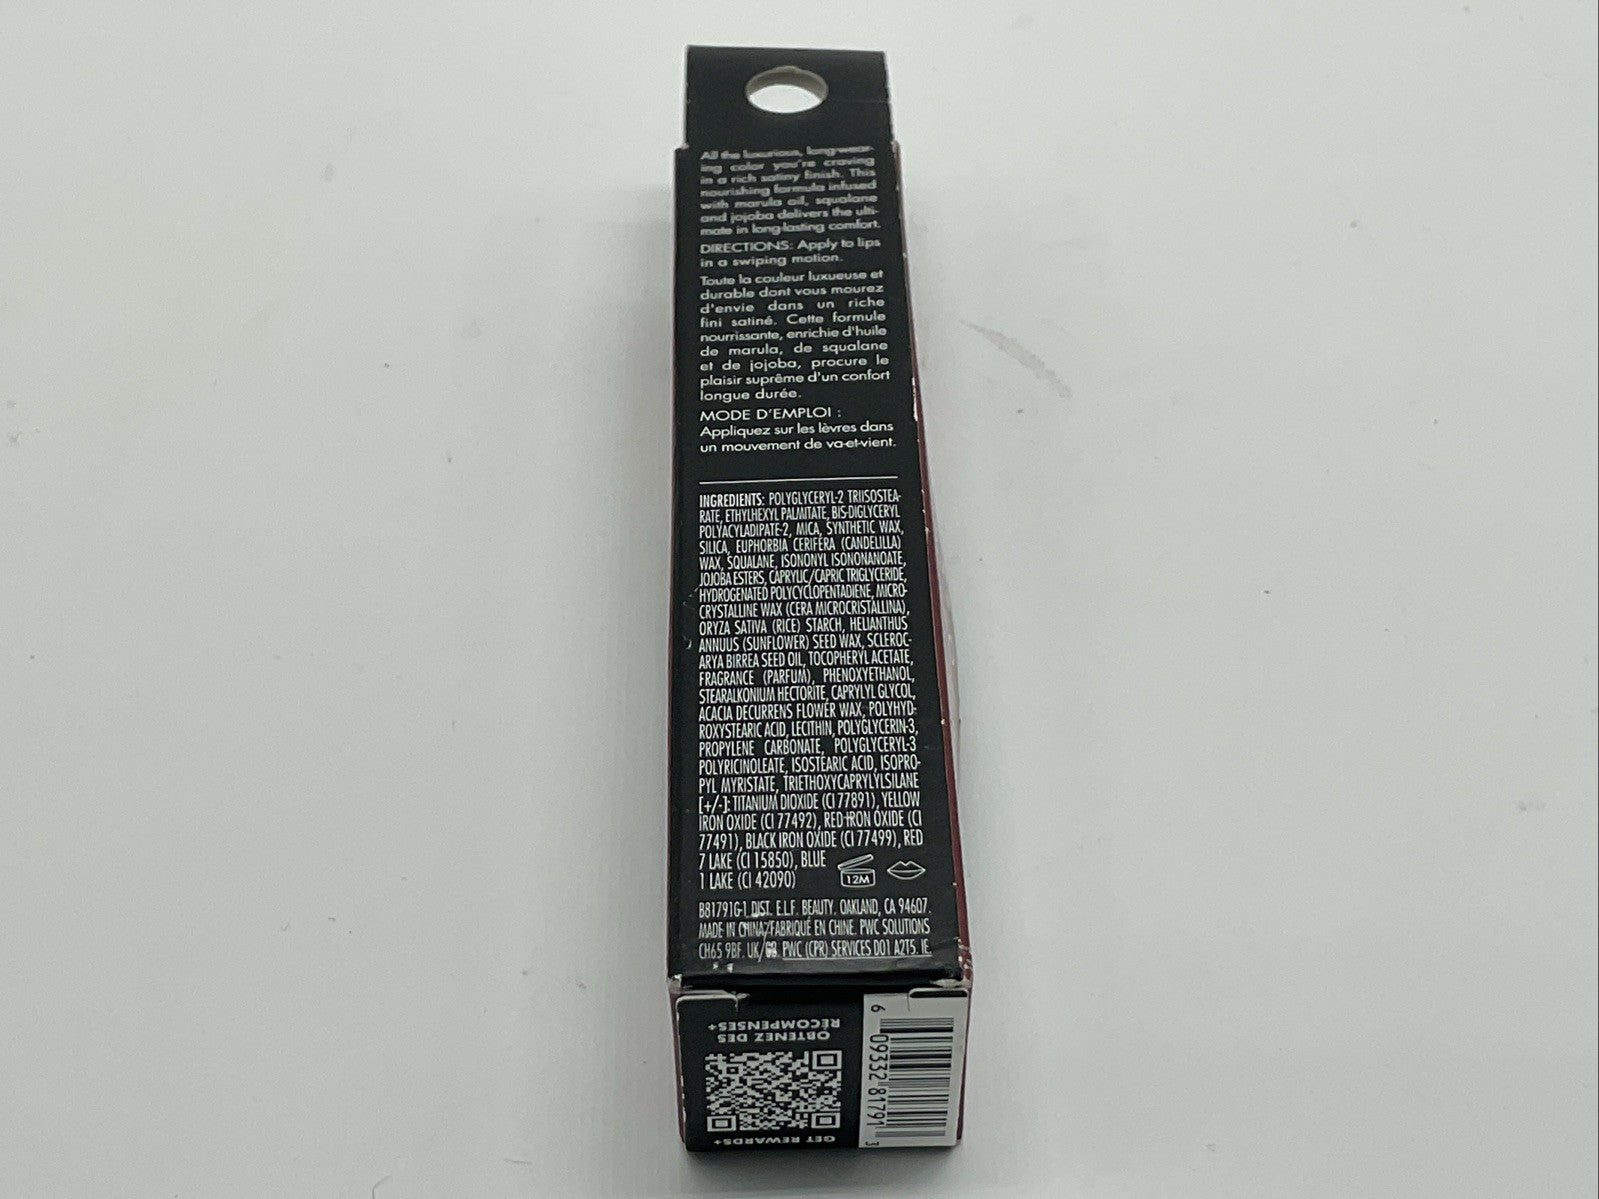 All the luxurious, long-wear-
ing color you're craving
in a rich satiny finish. This
nourishing formula infused
with marula oil, squalane
and jojoba delivers the ulti-
mate in long-lasting comfort.
DIRECTIONS: Apply to lips
in a swiping motion.
Toute la couleur luxueuse et
durable dont vous mourez
d'envie dans un riche
fini satiné. Cette formule
nourrissante, enrichie d'huile
de marula, de squalane
et de jojoba, procure le
plaisir suprême d'un confort
longue durée.
MODE D'EMPLOI :
Appliquez sur les lèvres dans
un mouvement de va-et-vient.
INGREDIENTS: POLYGLYCERYL-2 TRIISOSTEA-
RATE, ETHYLHEXYL PALMITATE, BIS-DIGLYCERYL
POLYACYLADIPATE-2, MICA, SYNTHETIC WAX,
SILICA, EUPHORBIA CERIFERA (CANDELILLA)
WAX, SQUALANE, ISONONYL ISONONANOATE,
JOJOBA ESTERS, CAPRYLIC/CAPRIC TRIGLYCERIDE,
HYDROGENATED POLYCYCLOPENTADIENE, MICRO-
CRYSTALLINE WAX (CERA MICROCRISTALLINA),
ORYZA SATIVA (RICE) STARCH, HELIANTHUS
ANNUUS (SUNFLOWER) SEED WAX, SCLEROC-
ARYA BIRREA SEED OIL, TOCOPHERYL ACETATE,
FRAGRANCE (PARFUM), PHENOXYETHANOL,
STEARALKONIUM HECTORITE, CAPRYLYL GLYCOL,
ACACIA DECURRENS FLOWER WAX, POLYHYD-
ROXYSTEARIC ACID, LECITHIN, POLYGLYCERIN-3,
PROPYLENE CARBONATE, POLYGLYCERYL-3
POLYRICINOLEATE, ISOSTEARIC ACID, ISOPRO-
PYL MYRISTATE, TRIETHOXYCAPRYLYLSILANE
[+/-]: TITANIUM DIOXIDE (CI 77891), YELLOW
IRON OXIDE (CI 77492), RED IRON OXIDE (CI
77491), BLACK IRON OXIDE (CI 77499), RED
7 LAKE (CI 15850), BLUE
1 LAKE (CI 42090)
12M
B81791G-1 DIST. E.L.F. BEAUTY. OAKLAND, CA 94607.
MADE IN CHINA/FABRIQUÉ EN CHINE. PWC SOLUTIONS
CH65 9BF. UK/GB. PWC (CPR) SERVICES D01 A2T5. IE.
OBTENEZ DES
RÉCOMPENSES+
GET REWARDS+
6 09332 81791 3